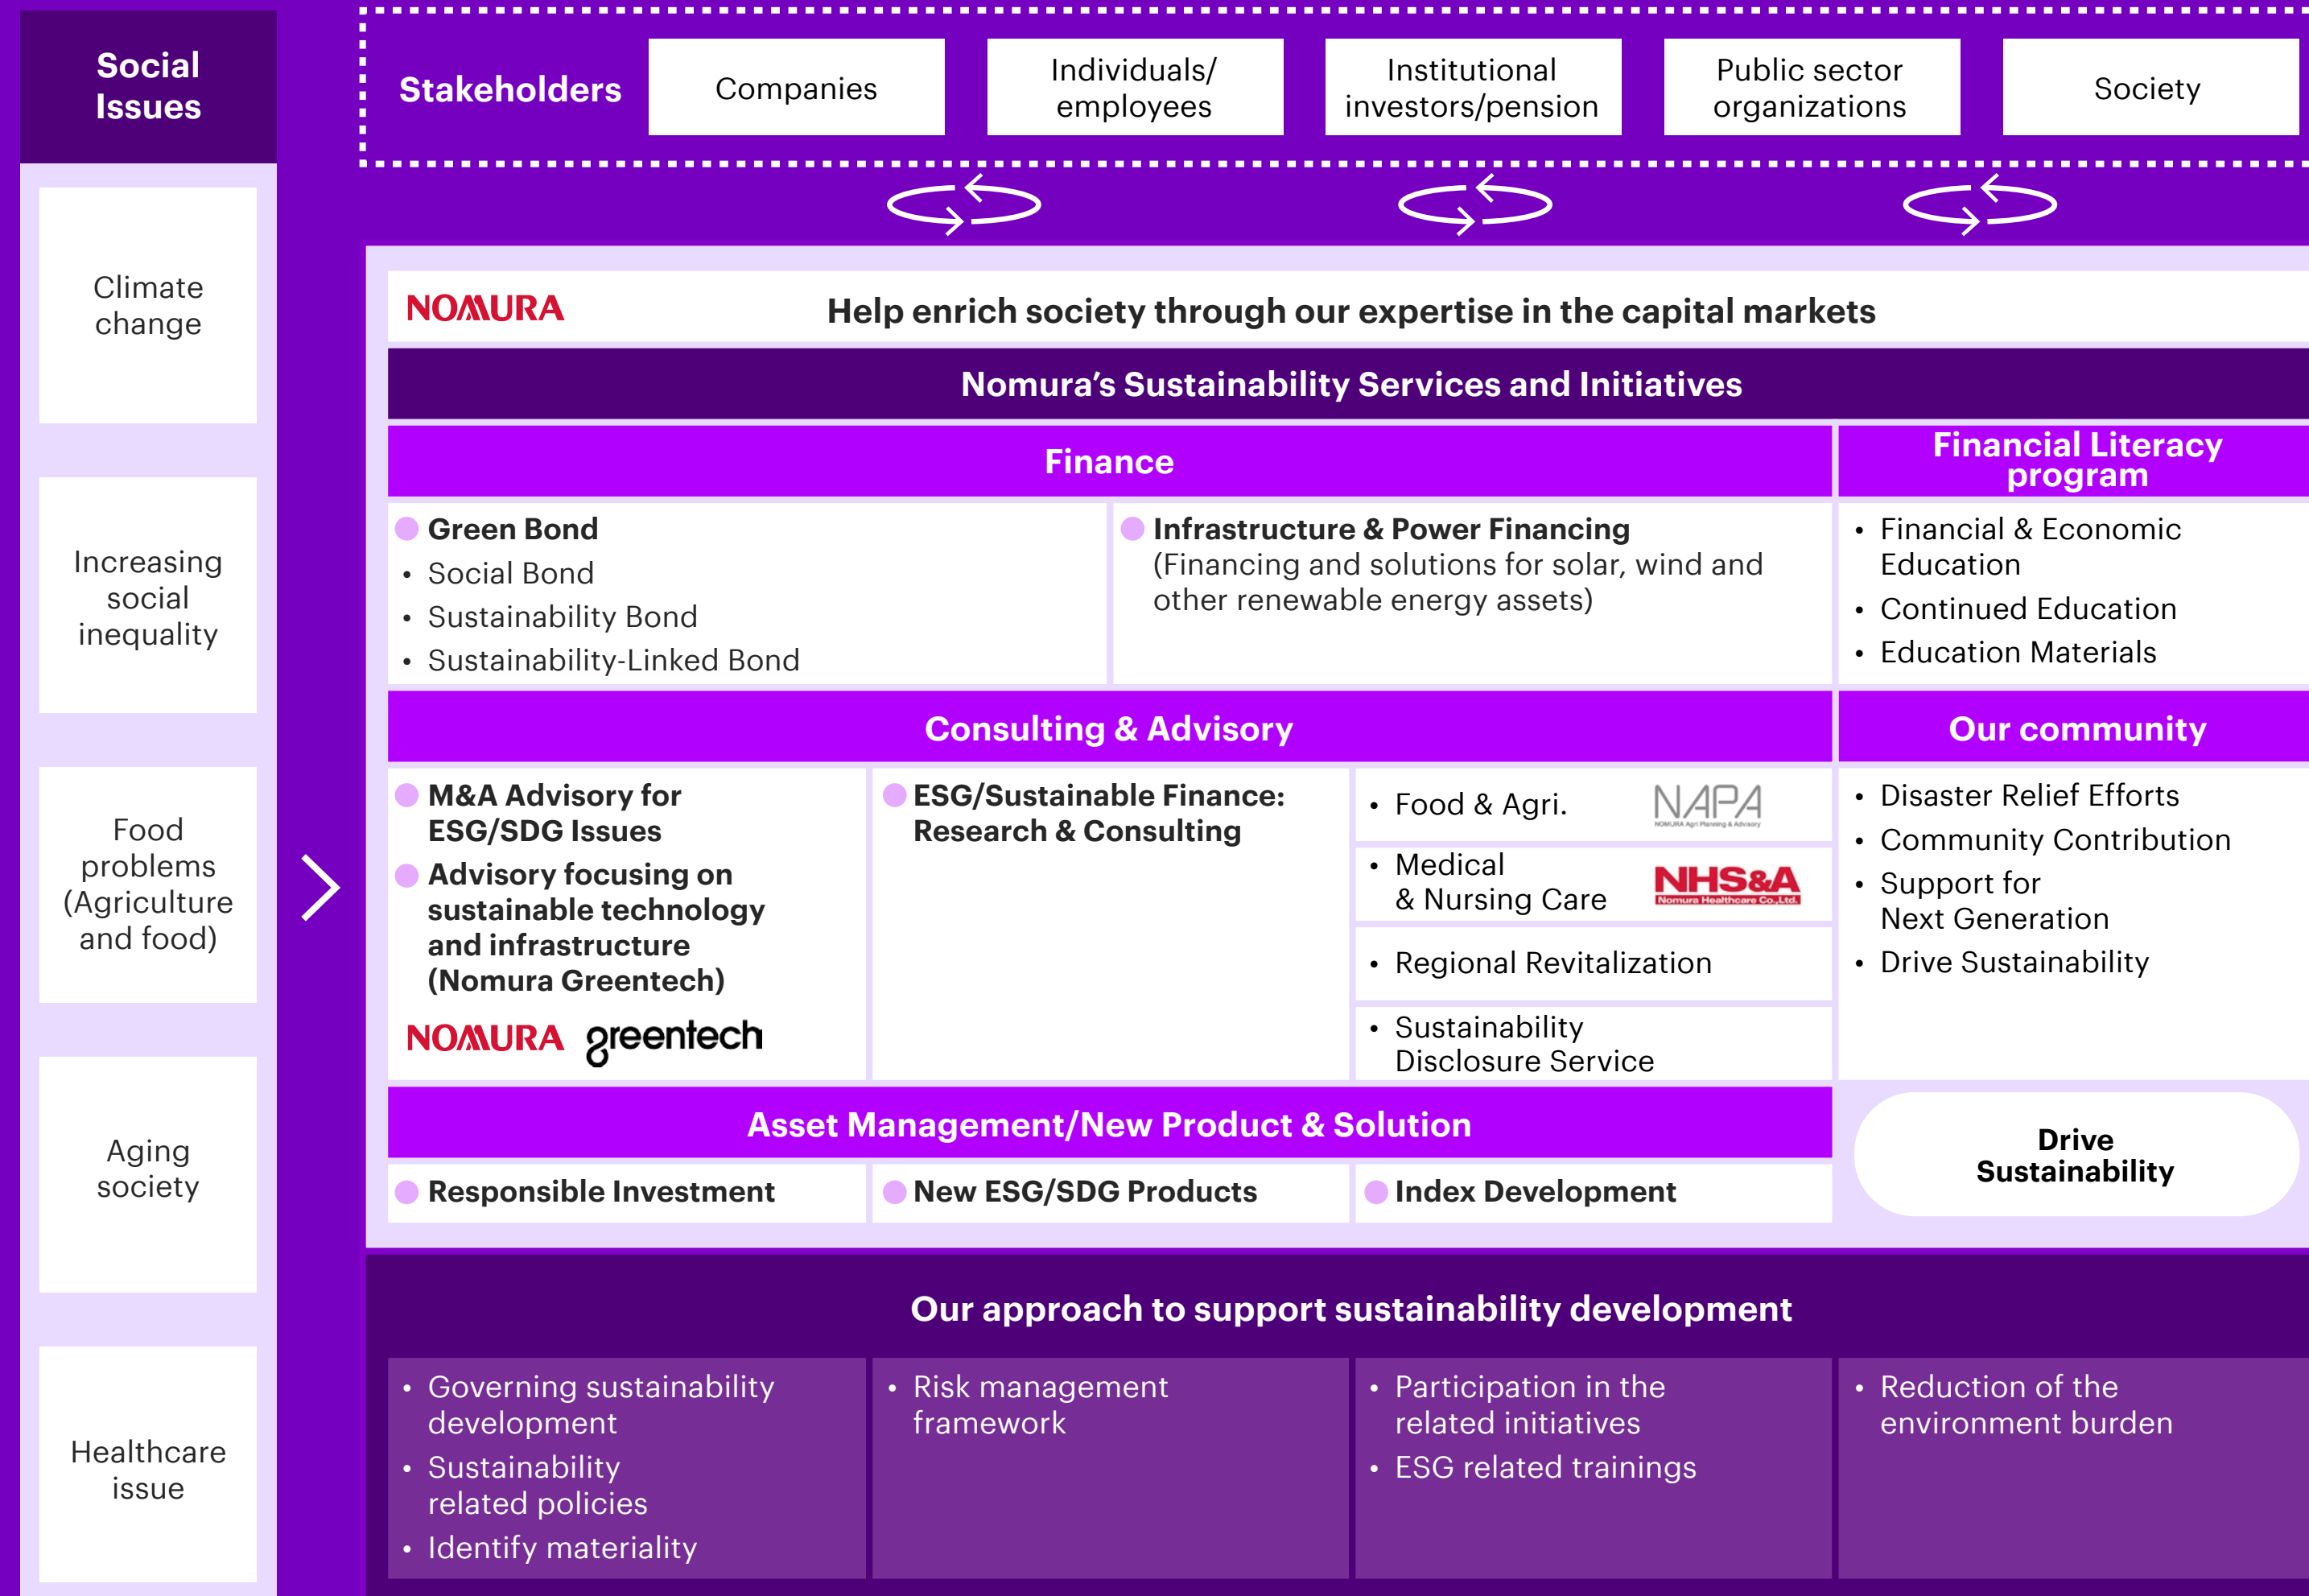 Social
Issues
Climate
change
Increasing
social
inequality
Food
problems
(Agriculture
and food)
Aging
society
Healthcare
issue
Stakeholders
Companies
Individuals/
employees
Institutional
investors/pension
Public sector
organizations
Society
NOMURA
Help enrich society through our expertise in the capital markets
Nomura’s Sustainability Services and Initiatives
Finance
Green Bond
• Social Bond
• Sustainability Bond
• Sustainability-Linked Bond
Infrastructure & Power Financing
(Financing and solutions for solar, wind and
other renewable energy assets)
Financial Literacy
program
• Financial & Economic
Education
• Continued Education
• Education Materials
Consulting & Advisory
M&A Advisory for
ESG/SDG Issues
Advisory focusing on
sustainable technology
and infrastructure
(Nomura Greentech)
NOMURA greentech
ESG/Sustainable Finance:
Research & Consulting
• Food & Agri.
NAPA
NOMURA Agri Planning & Advisory
• Medical
& Nursing Care
NHS&A
Nomura Healthcare Co.,Ltd.
• Regional Revitalization
• Sustainability
Disclosure Service
Our community
• Disaster Relief Efforts
• Community Contribution
• Support for
Next Generation
• Drive Sustainability
Asset Management/New Product & Solution
Responsible Investment
New ESG/SDG Products
Index Development
Drive
Sustainability
Our approach to support sustainability development
• Governing sustainability
development
• Sustainability
related policies
• Identify materiality
• Risk management
framework
• Participation in the
related initiatives
• ESG related trainings
• Reduction of the
environment burden